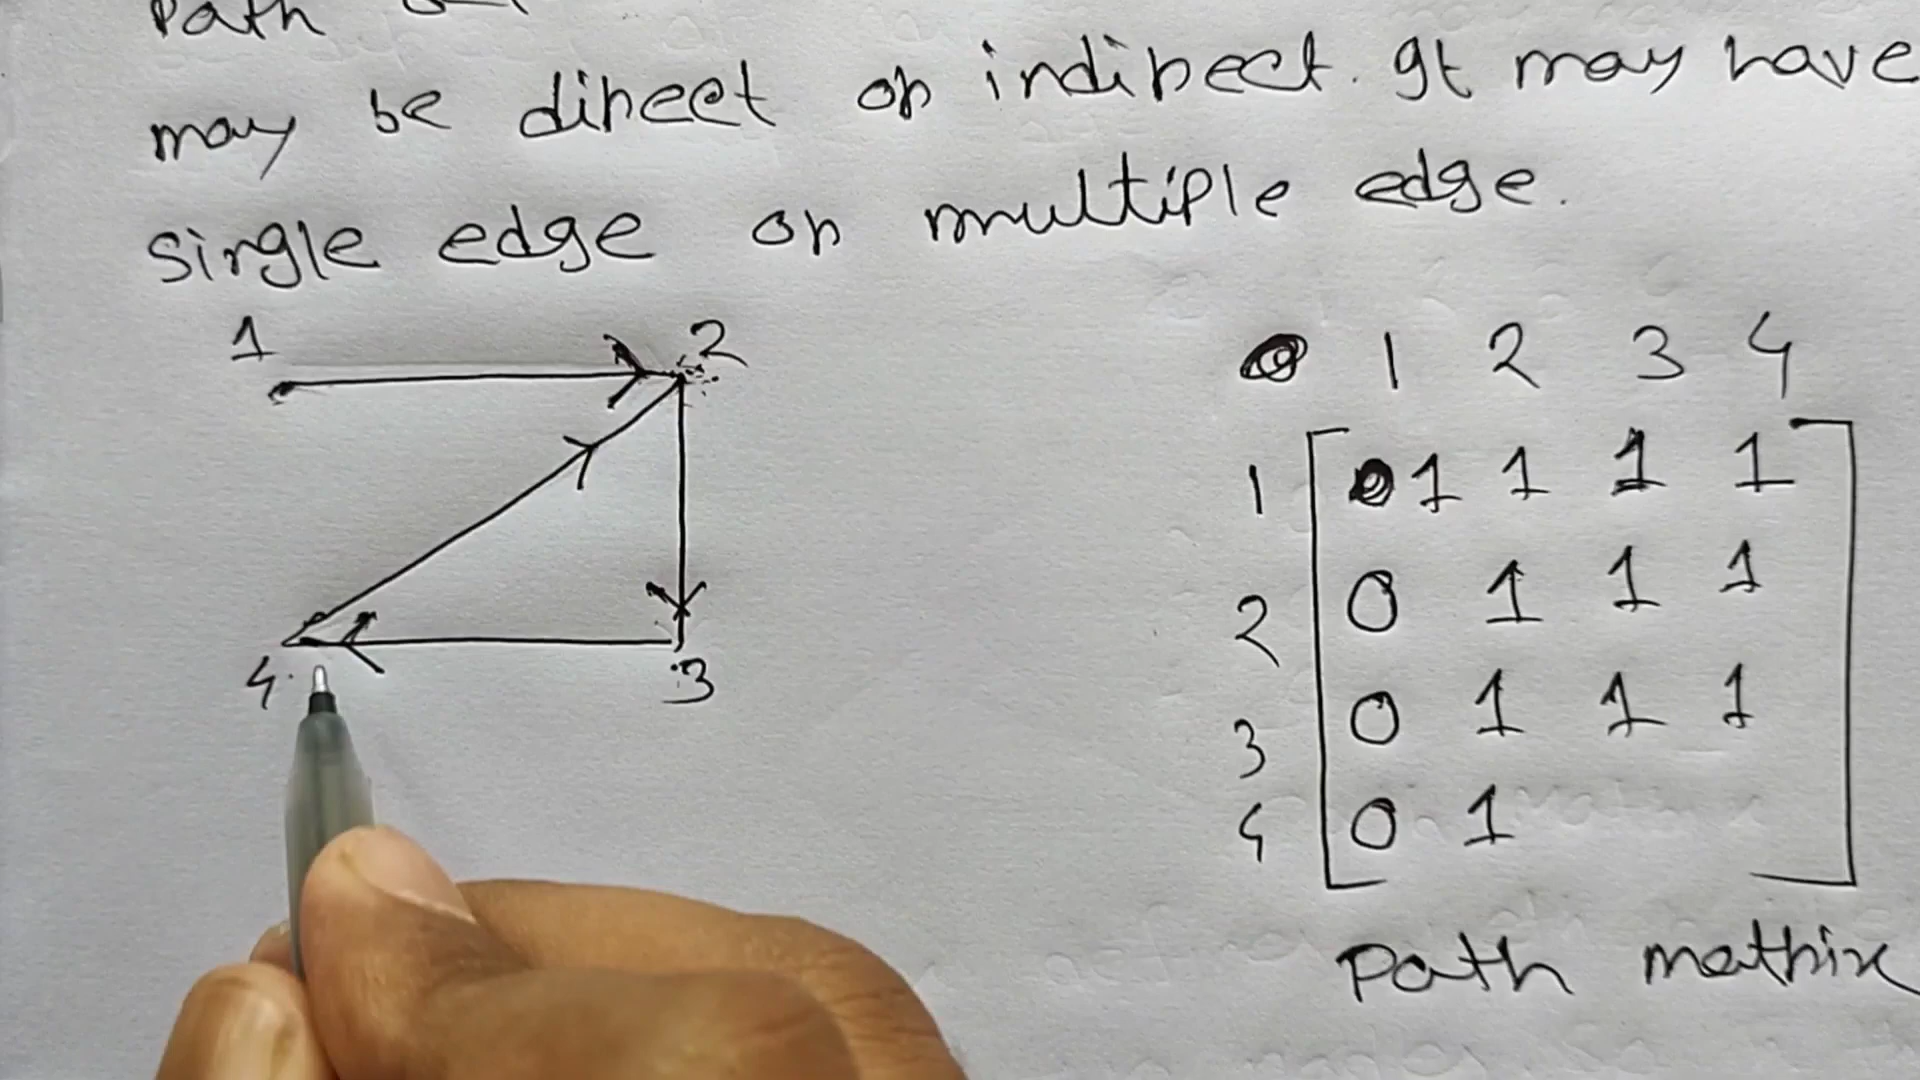 Path
may be direct or indirect. It may have
single edge or multiple edge.
1 2
4 3
1 2 3 4
1 1 1 1 1
2 0 1 1 1
3 0 1 1 1
4 0 1
Path matrix